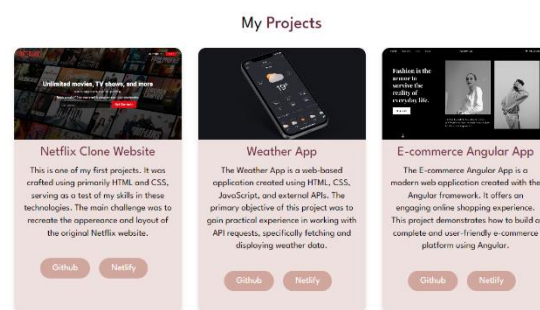 My Projects
Unlimited movies, TV shows, and more
19°
Fashion is the
armor to
survive the
reality of
everyday life.
Netflix Clone Website
This is one of my first projects. It was
crafted using primarily HTML and CSS,
serving as a test of my skills in these
technologies. The main challenge was to
recreate the apperance and layout of
the original Netflix website.
Github
Netlify
Weather App
The Weather App is a web-based
application created using HTML, CSS,
JavaScript, and external APIs. The
primary objective of this project was to
gain practical experience in working with
API requests, specifically fetching and
displaying weather data.
Github
Netlify
E-commerce Angular App
The E-commerce Angular App is a
modern web application created with the
Angular framework. It offers an
engaging online shopping experience.
This project demonstrates how to build a
complete and user-friendly e-commerce
platform using Angular.
Github
Netlify